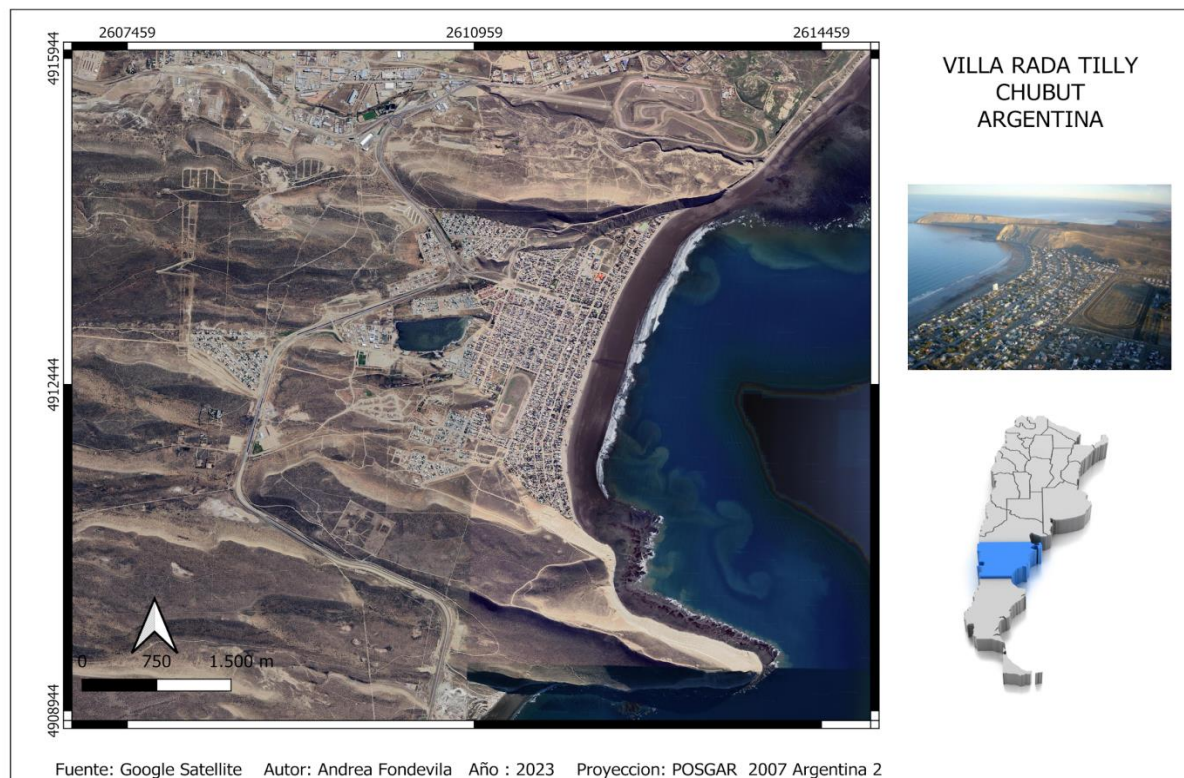 2607459
2610959
2614459
4915944
4912444
4908944
0 750 1.500 m
VILLA RADA TILLY
CHUBUT
ARGENTINA
Fuente: Google Satellite Autor: Andrea Fondevila Año : 2023 Proyeccion: POSGAR 2007 Argentina 2